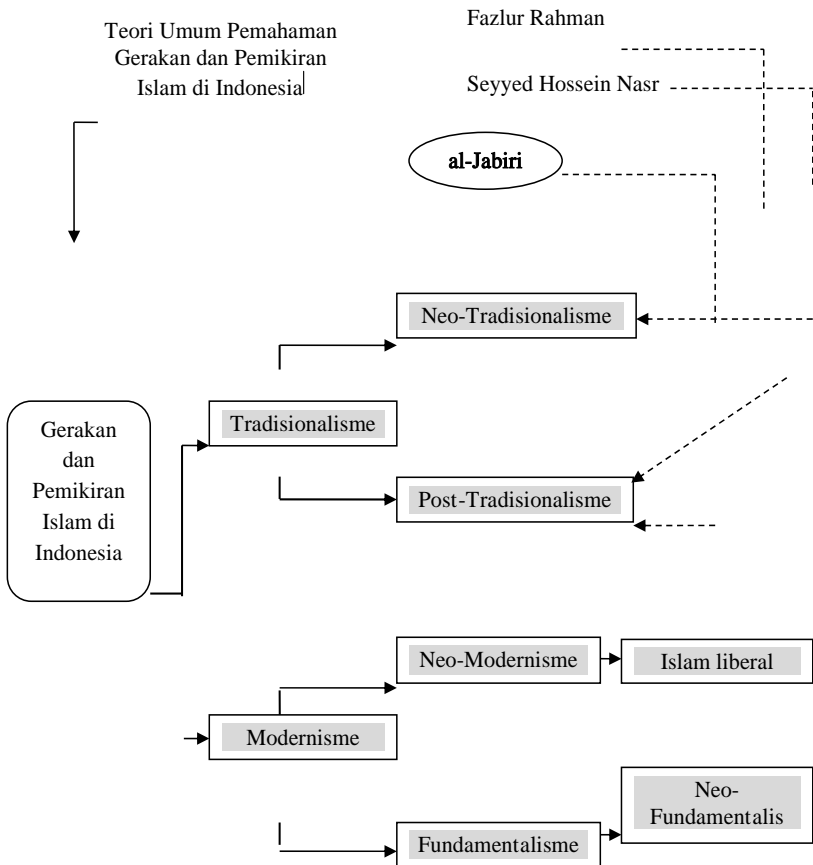 Teori Umum Pemahaman
Gerakan dan Pemikiran
Islam di Indonesia
Fazlur Rahman
Seyyed Hossein Nasr
al-Jabiri
Neo-Tradisionalisme
Tradisionalisme
Gerakan
dan
Pemikiran
Islam di
Indonesia
Post-Tradisionalisme
Neo-Modernisme
Islam liberal
Modernisme
Neo-
Fundamentalis
Fundamentalisme